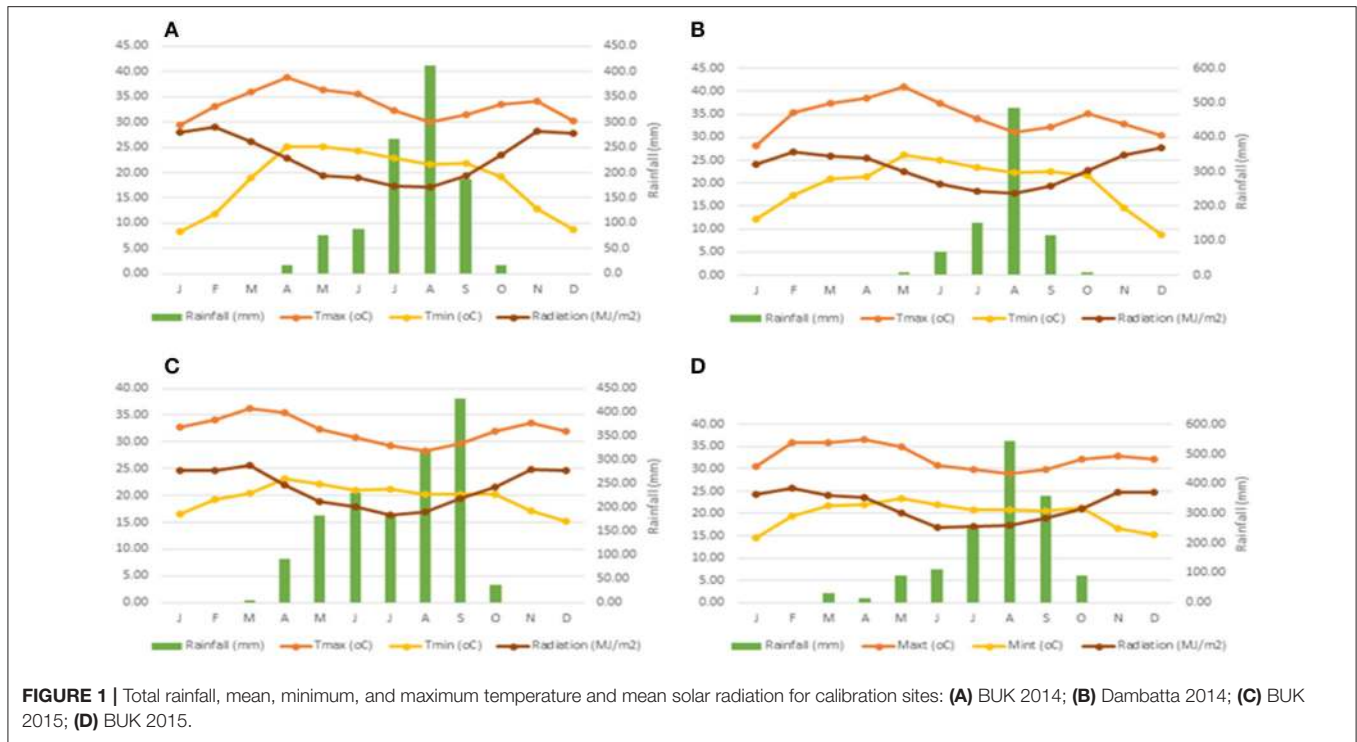 A
45.00 450.0
40.00 400.0
35.00 350.0
30.00 300.0
25.00 250.0
20.00 200.0
15.00 150.0
10.00 100.0
5.00 50.0
0.00 0.0
Rainfall (mm)
J F M A M J J A S O N D
Rainfall (mm) Tmax (oC) Tmin (oC) Radiation (MJ/m2)
B
45.00 600.0
40.00 500.0
35.00 400.0
30.00 300.0
25.00 200.0
20.00 100.0
15.00 0.0
10.00
5.00
0.00
Rainfall (mm)
J F M A M J J A S O N D
Rainfall (mm) Tmax (oC) Tmin (oC) Radiation (MJ/m2)
C
40.00 450.00
35.00 400.00
30.00 350.00
25.00 300.00
20.00 250.00
15.00 200.00
10.00 150.00
5.00 100.00
0.00 50.00
0.00
Rainfall (mm)
J F M A M J J A S O N D
Rainfall (mm) Tmax (oC) Tmin (oC) Radiation (MJ/m2)
D
40.00 600.00
35.00 500.00
30.00 400.00
25.00 300.00
20.00 200.00
15.00 100.00
10.00 0.00
5.00
0.00
Rainfall (mm)
J F M A M J J A S O N D
Rainfall (mm) Maxt (oC) Mint (oC) Radiation (MJ/m2)
FIGURE 1 | Total rainfall, mean, minimum, and maximum temperature and mean solar radiation for calibration sites: (A) BUK 2014; (B) Dambatta 2014; (C) BUK
2015; (D) BUK 2015.